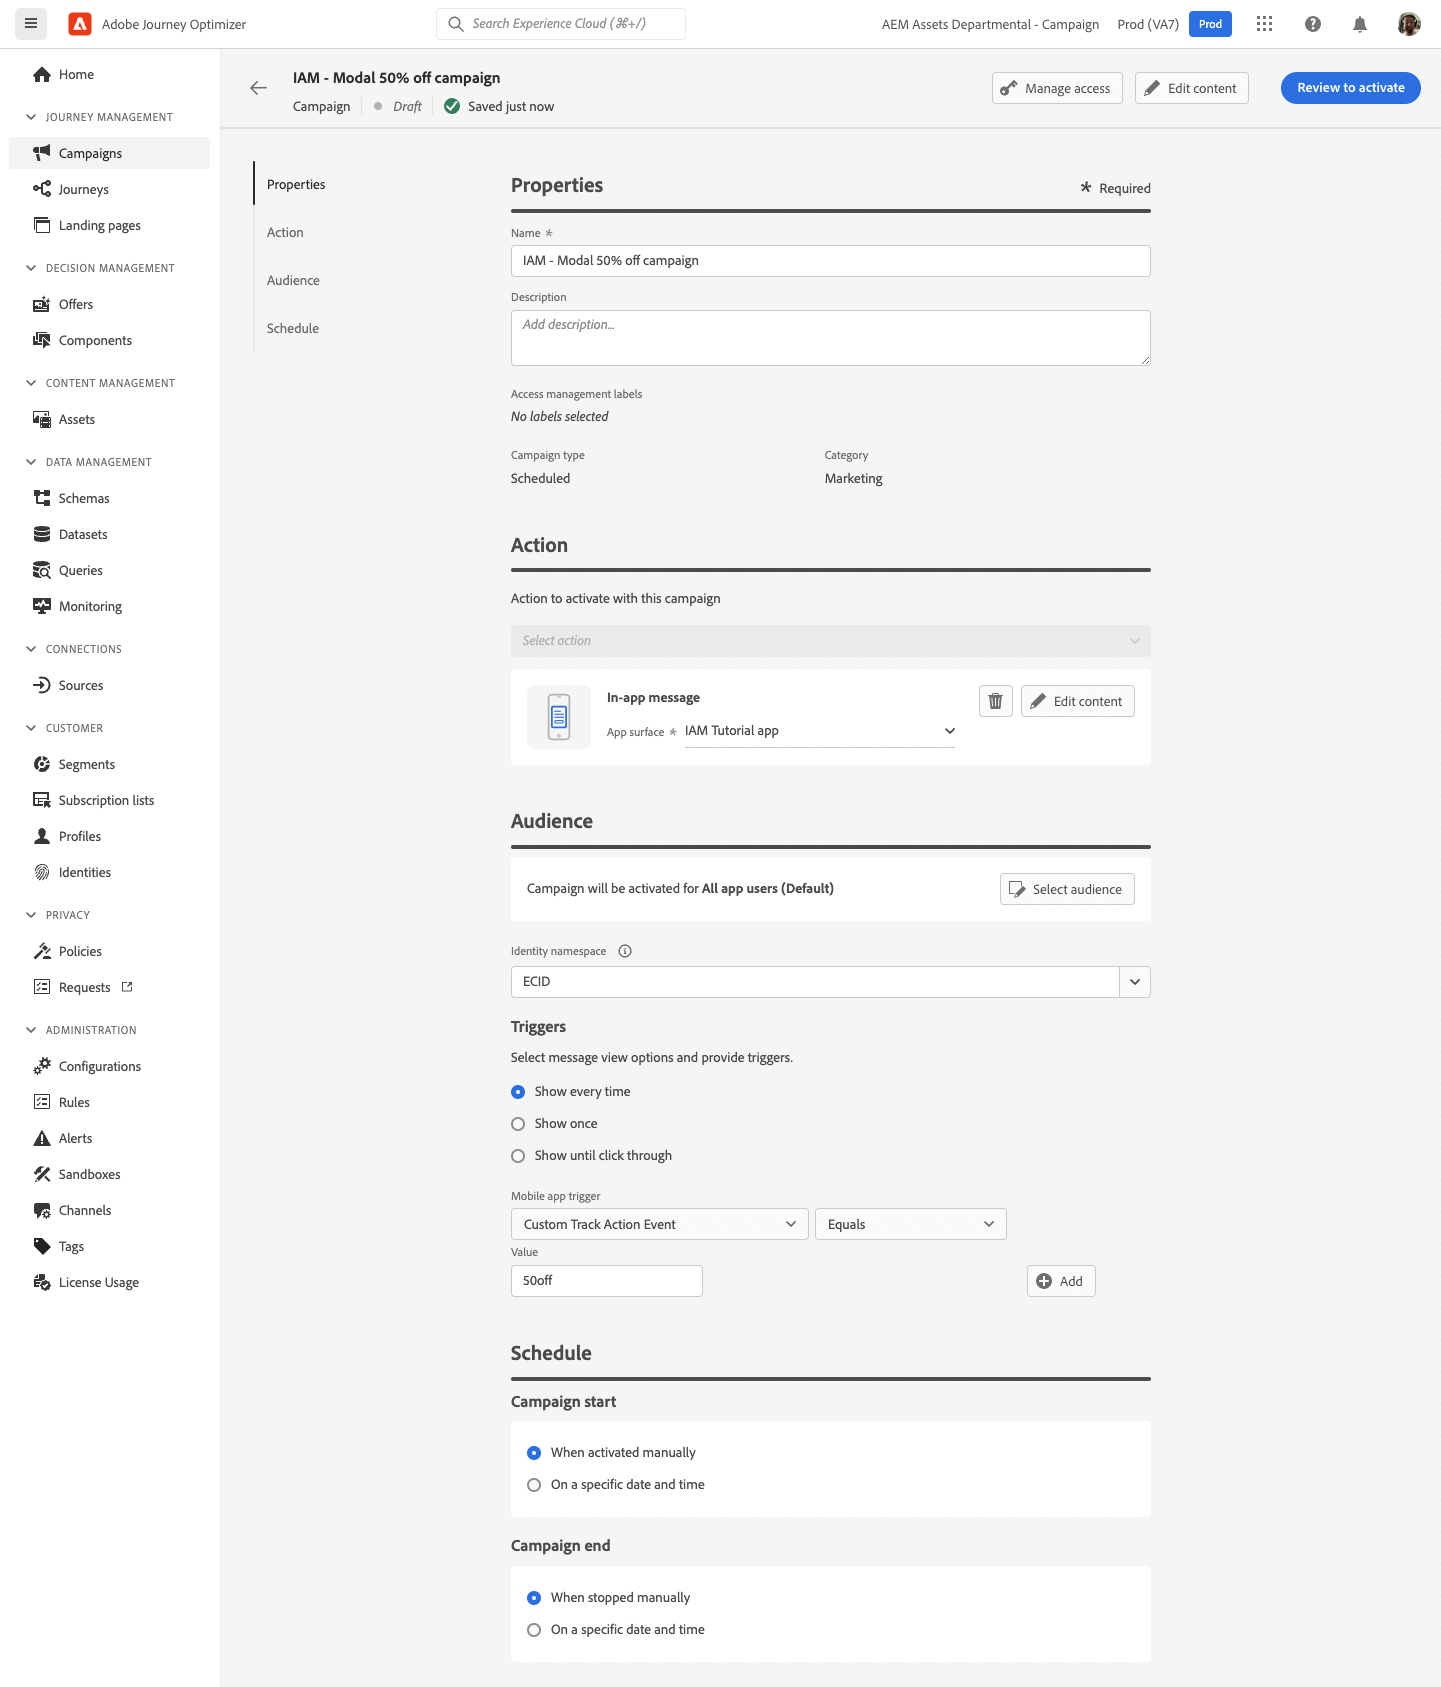 Adobe Journey Optimizer
Search Experience Cloud (⌘+/)
AEM Assets Departmental - Campaign
Prod (VA7)
Prod
Home
JOURNEY MANAGEMENT
Campaigns
Journeys
Landing pages
DECISION MANAGEMENT
Offers
Components
CONTENT MANAGEMENT
Assets
DATA MANAGEMENT
Schemas
Datasets
Queries
Monitoring
CONNECTIONS
Sources
CUSTOMER
Segments
Subscription lists
Profiles
Identities
PRIVACY
Policies
Requests
ADMINISTRATION
Configurations
Rules
Alerts
Sandboxes
Channels
Tags
License Usage
IAM - Modal 50% off campaign
Campaign
Draft
Saved just now
Manage access
Edit content
Review to activate
Properties
Action
Audience
Schedule
Properties
* Required
Name *
IAM - Modal 50% off campaign
Description
Add description...
Access management labels
No labels selected
Campaign type
Category
Scheduled
Marketing
Action
Action to activate with this campaign
Select action
In-app message
App surface * IAM Tutorial app
Edit content
Audience
Campaign will be activated for All app users (Default)
Select audience
Identity namespace
ECID
Triggers
Select message view options and provide triggers.
Show every time
Show once
Show until click through
Mobile app trigger
Custom Track Action Event
Equals
Value
50off
Add
Schedule
Campaign start
When activated manually
On a specific date and time
Campaign end
When stopped manually
On a specific date and time